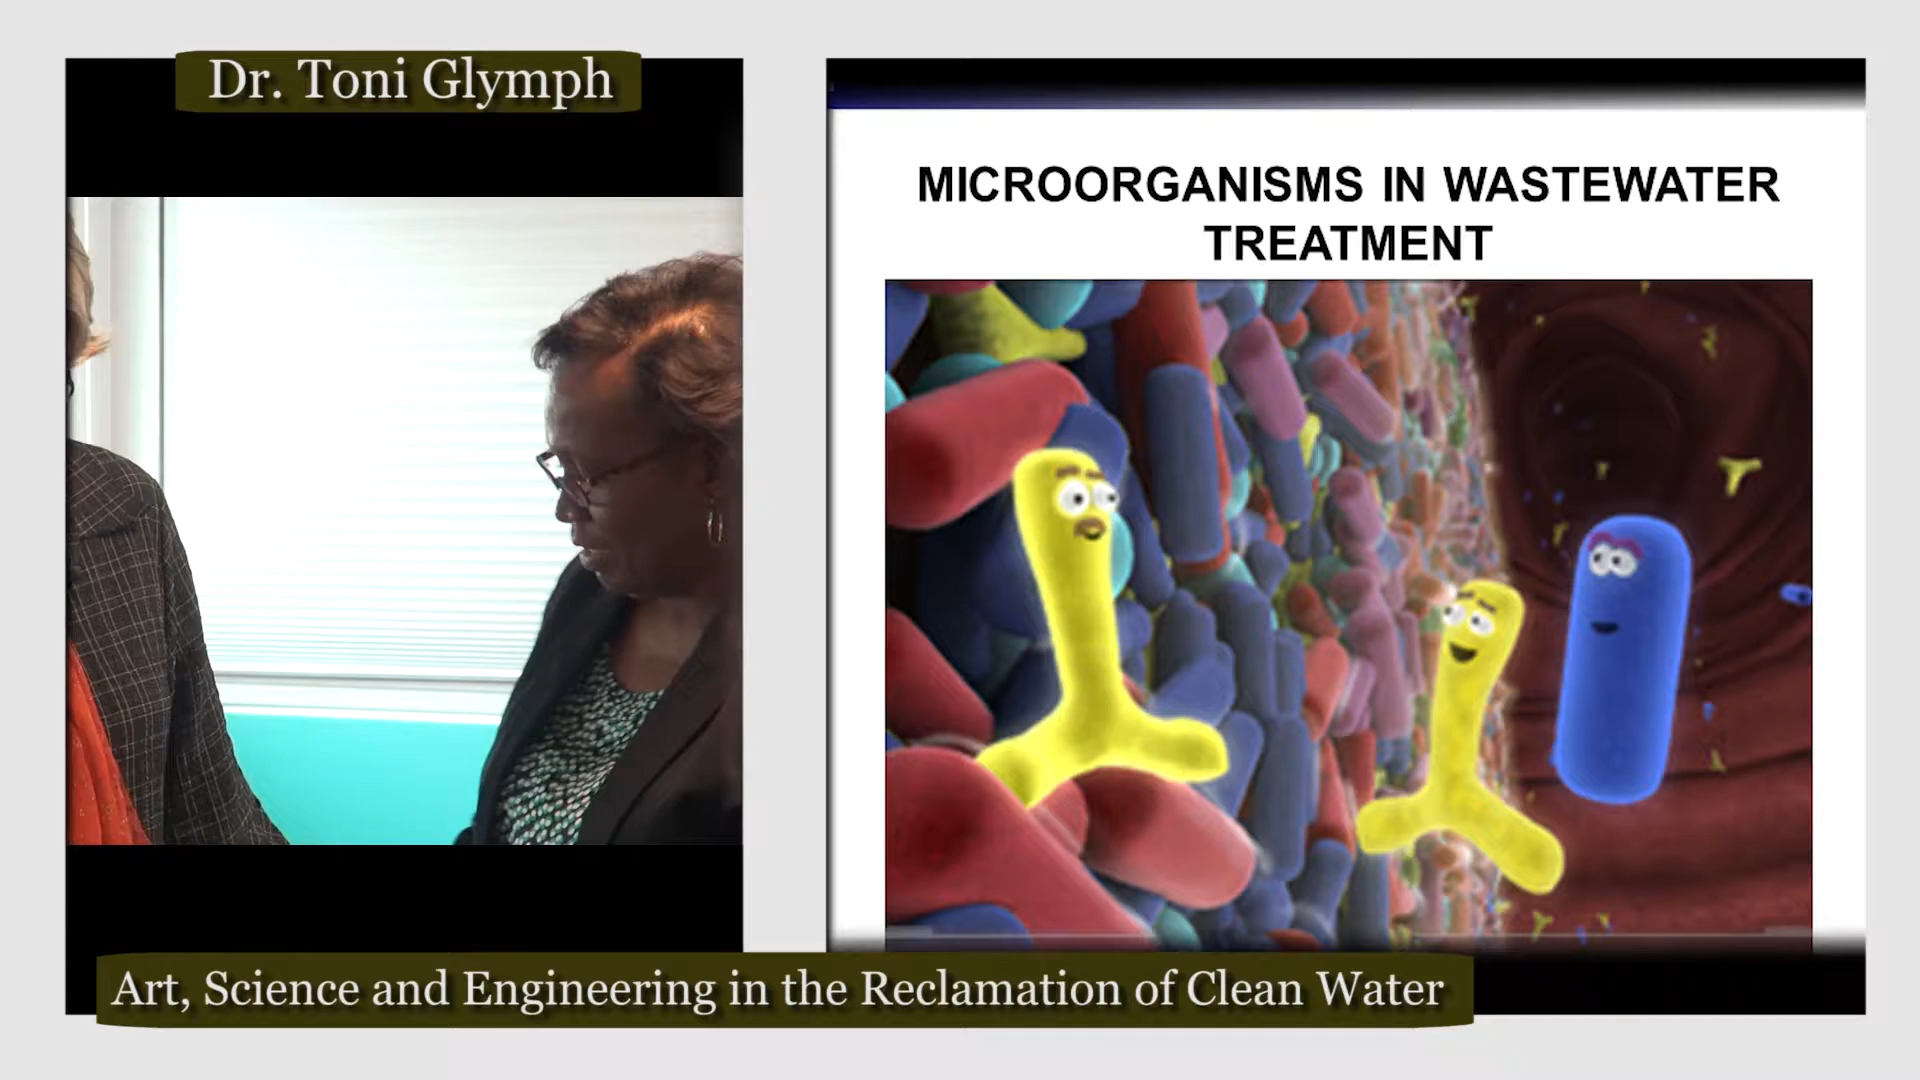 Dr. Toni Glymph
MICROORGANISMS IN WASTEWATER
TREATMENT
Art, Science and Engineering in the Reclamation of Clean Water